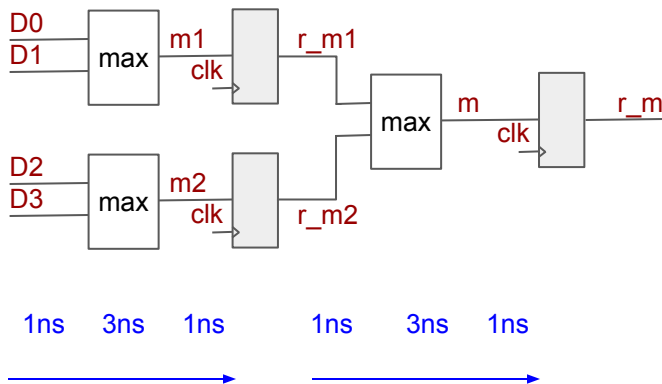 D0
D1
max
m1
clk
r_m1
max
m
clk
r_m
D2
D3
max
m2
clk
r_m2
1ns 3ns 1ns
1ns 3ns 1ns